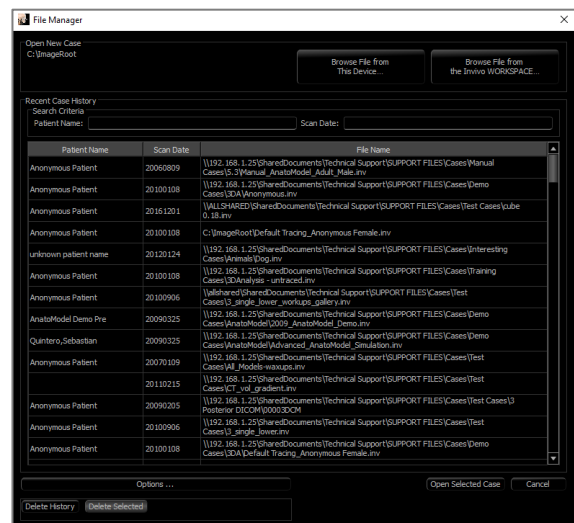 File Manager
Open New Case
C:\ImageRoot
Browse File from
This Device...
Browse File from
the Invivo WORKSPACE...
Recent Case History
Search Criteria
Patient Name:
Scan Date:
Patient Name Scan Date File Name
Anonymous Patient 20060809 \\192.168.1.25\SharedDocuments\Technical Support\SUPPORT FILES\Cases\Manual
Cases\5.3\Manual_AnatoModel_Adult_Male.inv
Anonymous Patient 20100108 \\192.168.1.25\SharedDocuments\Technical Support\SUPPORT FILES\Cases\Demo
Cases\3DA\Anonymous.inv
Anonymous Patient 20161201 \\ALLSHARED\SharedDocuments\Technical Support\SUPPORT FILES\Cases\Test Cases\cube
0.18.inv
Anonymous Patient 20100108 C:\ImageRoot\Default Tracing_Anonymous Female.inv
unknown patient name 20120124 \\192.168.1.25\SharedDocuments\Technical Support\SUPPORT FILES\Cases\Interesting
Cases\Animals\Dog.inv
Anonymous Patient 20100108 \\192.168.1.25\SharedDocuments\Technical Support\SUPPORT FILES\Cases\Training
Cases\3DAnalysis - untraced.inv
Anonymous Patient 20100906 \\allshared\SharedDocuments\Technical Support\SUPPORT FILES\Cases\Test
Cases\3_single_lower_workups_gallery.inv
AnatoModel Demo Pre 20090325 \\192.168.1.25\SharedDocuments\Technical Support\SUPPORT FILES\Cases\Demo
Cases\AnatoModel\2009_AnatoModel_Demo.inv
Quintero,Sebastian 20090325 \\192.168.1.25\SharedDocuments\Technical Support\SUPPORT FILES\Cases\Demo
Cases\AnatoModel\Advanced_AnatoModel_Simulation.inv
Anonymous Patient 20070109 \\192.168.1.25\SharedDocuments\Technical Support\SUPPORT FILES\Cases\Test
Cases\All_Models-waxups.inv
20110215 \\192.168.1.25\SharedDocuments\Technical Support\SUPPORT FILES\Cases\Test
Cases\CT_vol_gradient.inv
Anonymous Patient 20090205 \\192.168.1.25\SharedDocuments\Technical Support\SUPPORT FILES\Cases\Test Cases\3
Posterior DICOM\00003DCM
Anonymous Patient 20100906 \\192.168.1.25\SharedDocuments\Technical Support\SUPPORT FILES\Cases\Test
Cases\3_single_lower.inv
Anonymous Patient 20100108 \\192.168.1.25\SharedDocuments\Technical Support\SUPPORT FILES\Cases\Demo
Cases\3DA\Default Tracing_Anonymous Female.inv
Options ...
Open Selected Case
Cancel
Delete History
Delete Selected